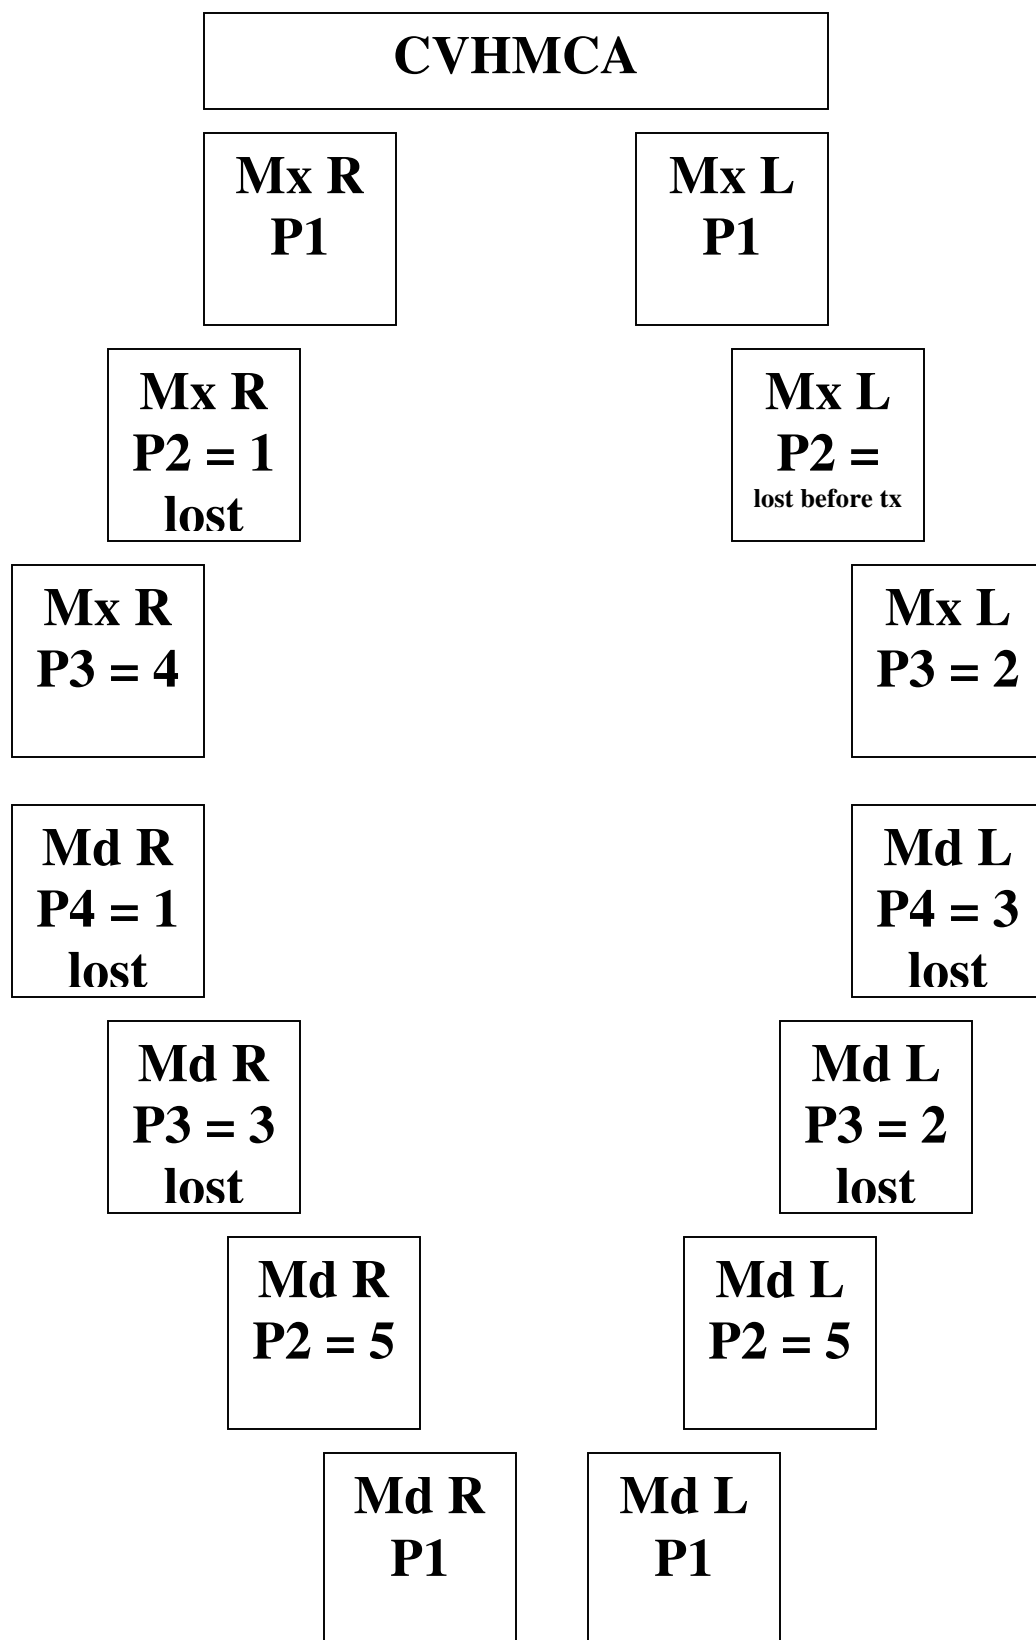 CVHMCA
Mx R
P1
Mx L
P1
Mx R
P2 = 1
lost
Mx L
P2 =
lost before tx
Mx R
P3 = 4
Mx L
P3 = 2
Md R
P4 = 1
lost
Md L
P4 = 3
lost
Md R
P3 = 3
lost
Md L
P3 = 2
lost
Md R
P2 = 5
Md L
P2 = 5
Md R
P1
Md L
P1